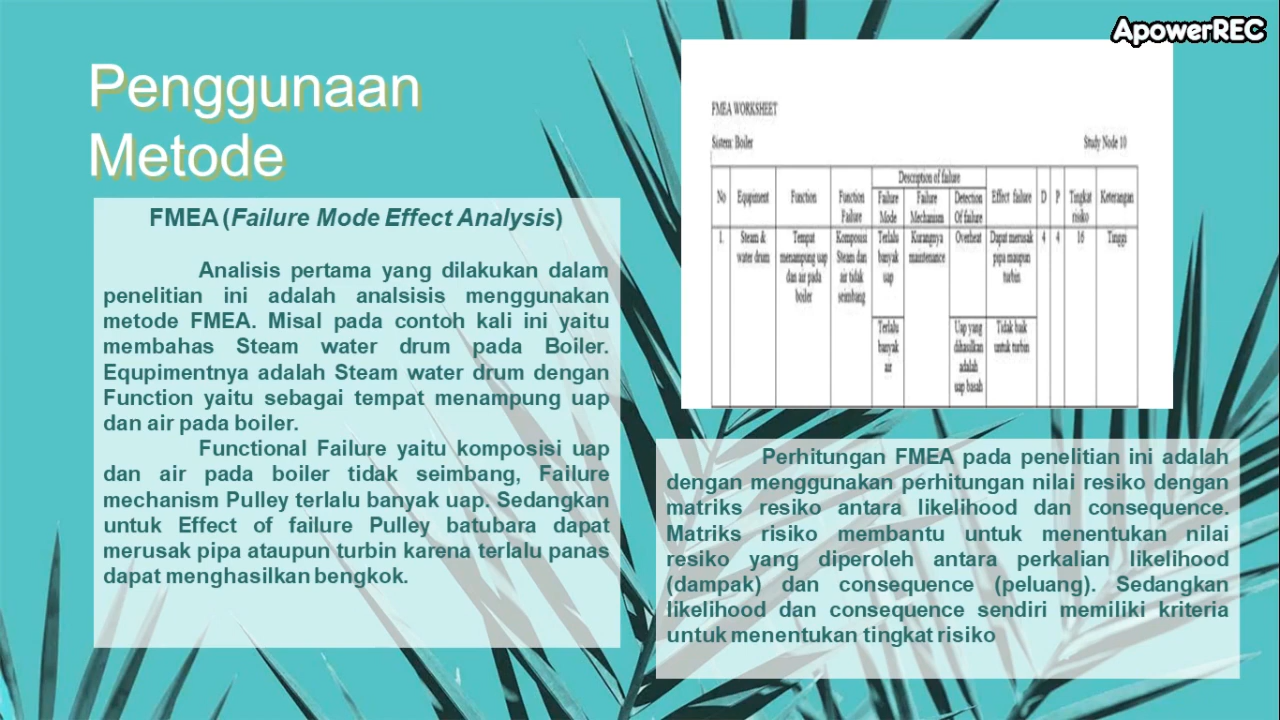 ApowerREC
Penggunaan
Metode
FMEA (Failure Mode Effect Analysis)
Analisis pertama yang dilakukan dalam
penelitian ini adalah analsisis menggunakan
metode FMEA. Misal pada contoh kali ini yaitu
membahas Steam water drum pada Boiler.
Equpimentnya adalah Steam water drum dengan
Function yaitu sebagai tempat menampung uap
dan air pada boiler.
Functional Failure yaitu komposisi uap
dan air pada boiler tidak seimbang, Failure
mechanism Pulley terlalu banyak uap. Sedangkan
untuk Effect of failure Pulley batubara dapat
merusak pipa ataupun turbin karena terlalu panas
dapat menghasilkan bengkok.
FMEA WORKSHEET
Sistem: Boiler Study Node 10
Description of failure
No Equpiment Function Function Failure Failure Mode Failure Mechanism Detection Of failure Effect failure D P Tingkat risiko Keterangan
1. Steam & water drum Tempat menampung uap dan air pada boiler Komposisi Steam dan air tidak seimbang Terlalu banyak uap Kurangnya maintenance Overheat Dapat merusak pipa maupun turbin 4 4 16 Tinggi
Terlalu banyak air Uap yang dihasilkan adalah uap basah Tidak baik untuk turbin
Perhitungan FMEA pada penelitian ini adalah
dengan menggunakan perhitungan nilai resiko dengan
matriks resiko antara likelihood dan consequence.
Matriks risiko membantu untuk menentukan nilai
resiko yang diperoleh antara perkalian likelihood
(dampak) dan consequence (peluang). Sedangkan
likelihood dan consequence sendiri memiliki kriteria
untuk menentukan tingkat risiko